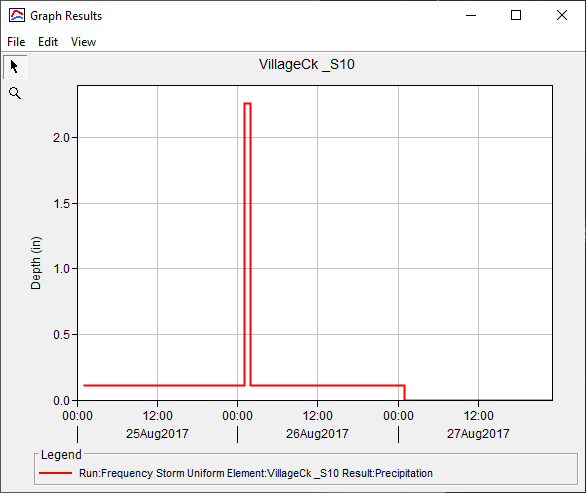 Graph Results
File Edit View
VillageCk _S10
Depth (in)
2.0
1.5
1.0
0.5
0.0
00:00 12:00 00:00 12:00 00:00 12:00
25Aug2017 26Aug2017 27Aug2017
Legend
Run:Frequency Storm Uniform Element:VillageCk _S10 Result:Precipitation